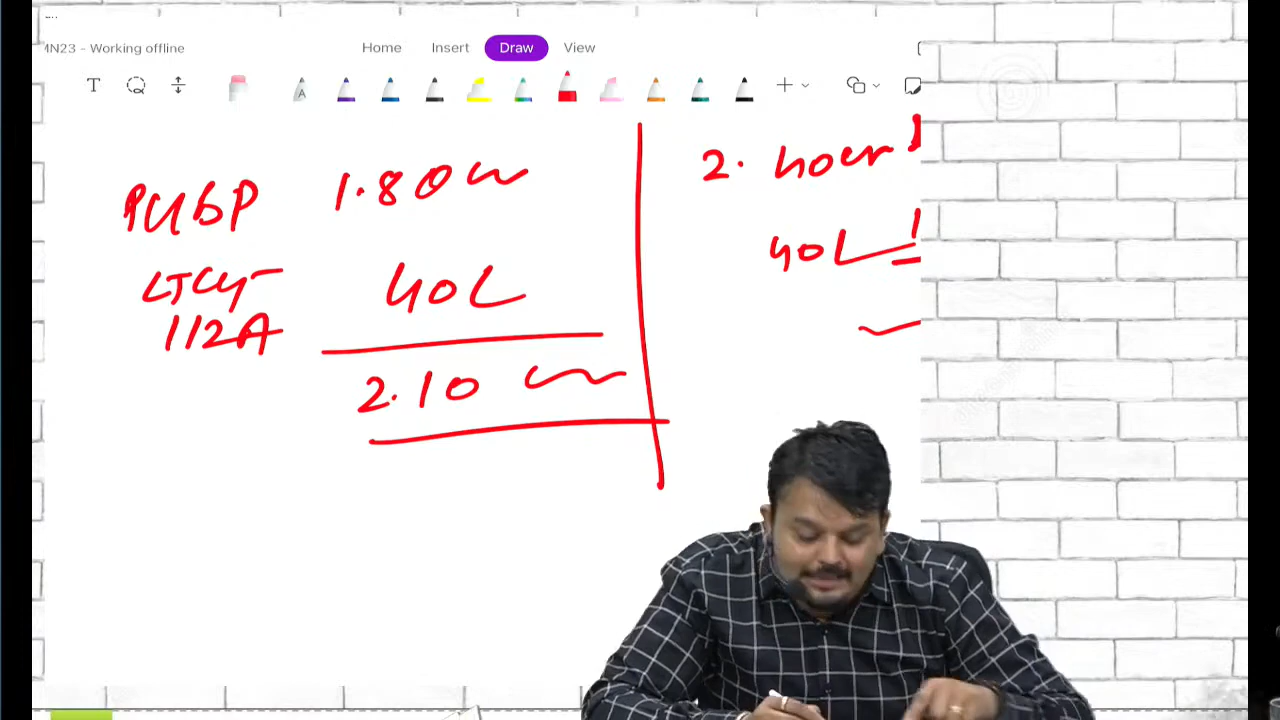 MN23 - Working offline
Home Insert Draw View
T
A
PGBP 1.80 cr
LTCG 40L
112A
2.10 cr
2. 40cr
40L